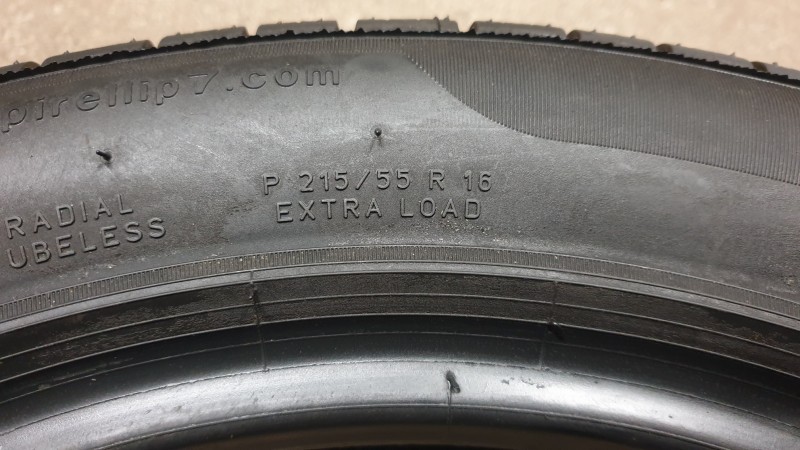 pirellip7.com
P 215/55 R 16
EXTRA LOAD
RADIAL
UBELESS